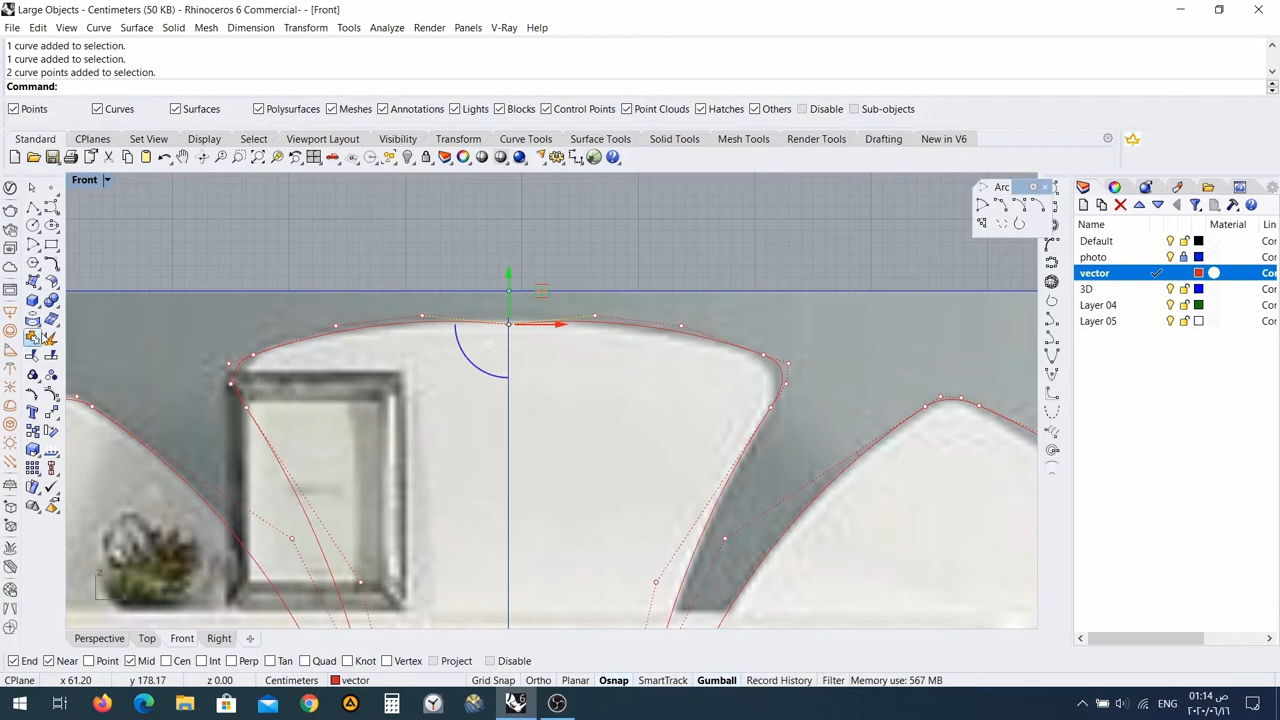 Large Objects - Centimeters (50 KB) - Rhinoceros 6 Commercial- - [Front]
File Edit View Curve Surface Solid Mesh Dimension Transform Tools Analyze Render Panels V-Ray Help
1 curve added to selection.
1 curve added to selection.
2 curve points added to selection.
Command:
Points Curves Surfaces Polysurfaces Meshes Annotations Lights Blocks Control Points Point Clouds Hatches Others Disable Sub-objects
Standard CPlanes Set View Display Select Viewport Layout Visibility Transform Curve Tools Surface Tools Solid Tools Mesh Tools Render Tools Drafting New in V6
Front
Arc
Name Material Lin
Default Cor
photo Cor
vector Cor
3D Cor
Layer 04 Cor
Layer 05 Cor
z
Perspective Top Front Right
End Near Point Mid Cen Int Perp Tan Quad Knot Vertex Project Disable
CPlane x 61.20 y 178.17 z 0.00 Centimeters vector Grid Snap Ortho Planar Osnap SmartTrack Gumball Record History Filter Memory use: 567 MB
ENG
01:14 ص